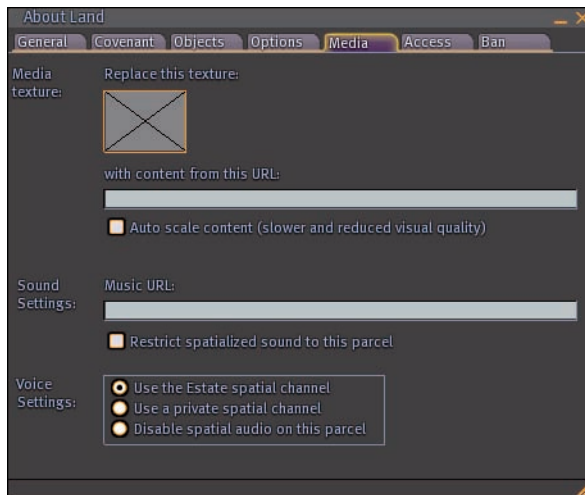 About Land
General Covenant Objects Options Media Access Ban
Media texture:
Replace this texture:
with content from this URL:
Auto scale content (slower and reduced visual quality)
Sound Settings:
Music URL:
Restrict spatialized sound to this parcel
Voice Settings:
Use the Estate spatial channel
Use a private spatial channel
Disable spatial audio on this parcel